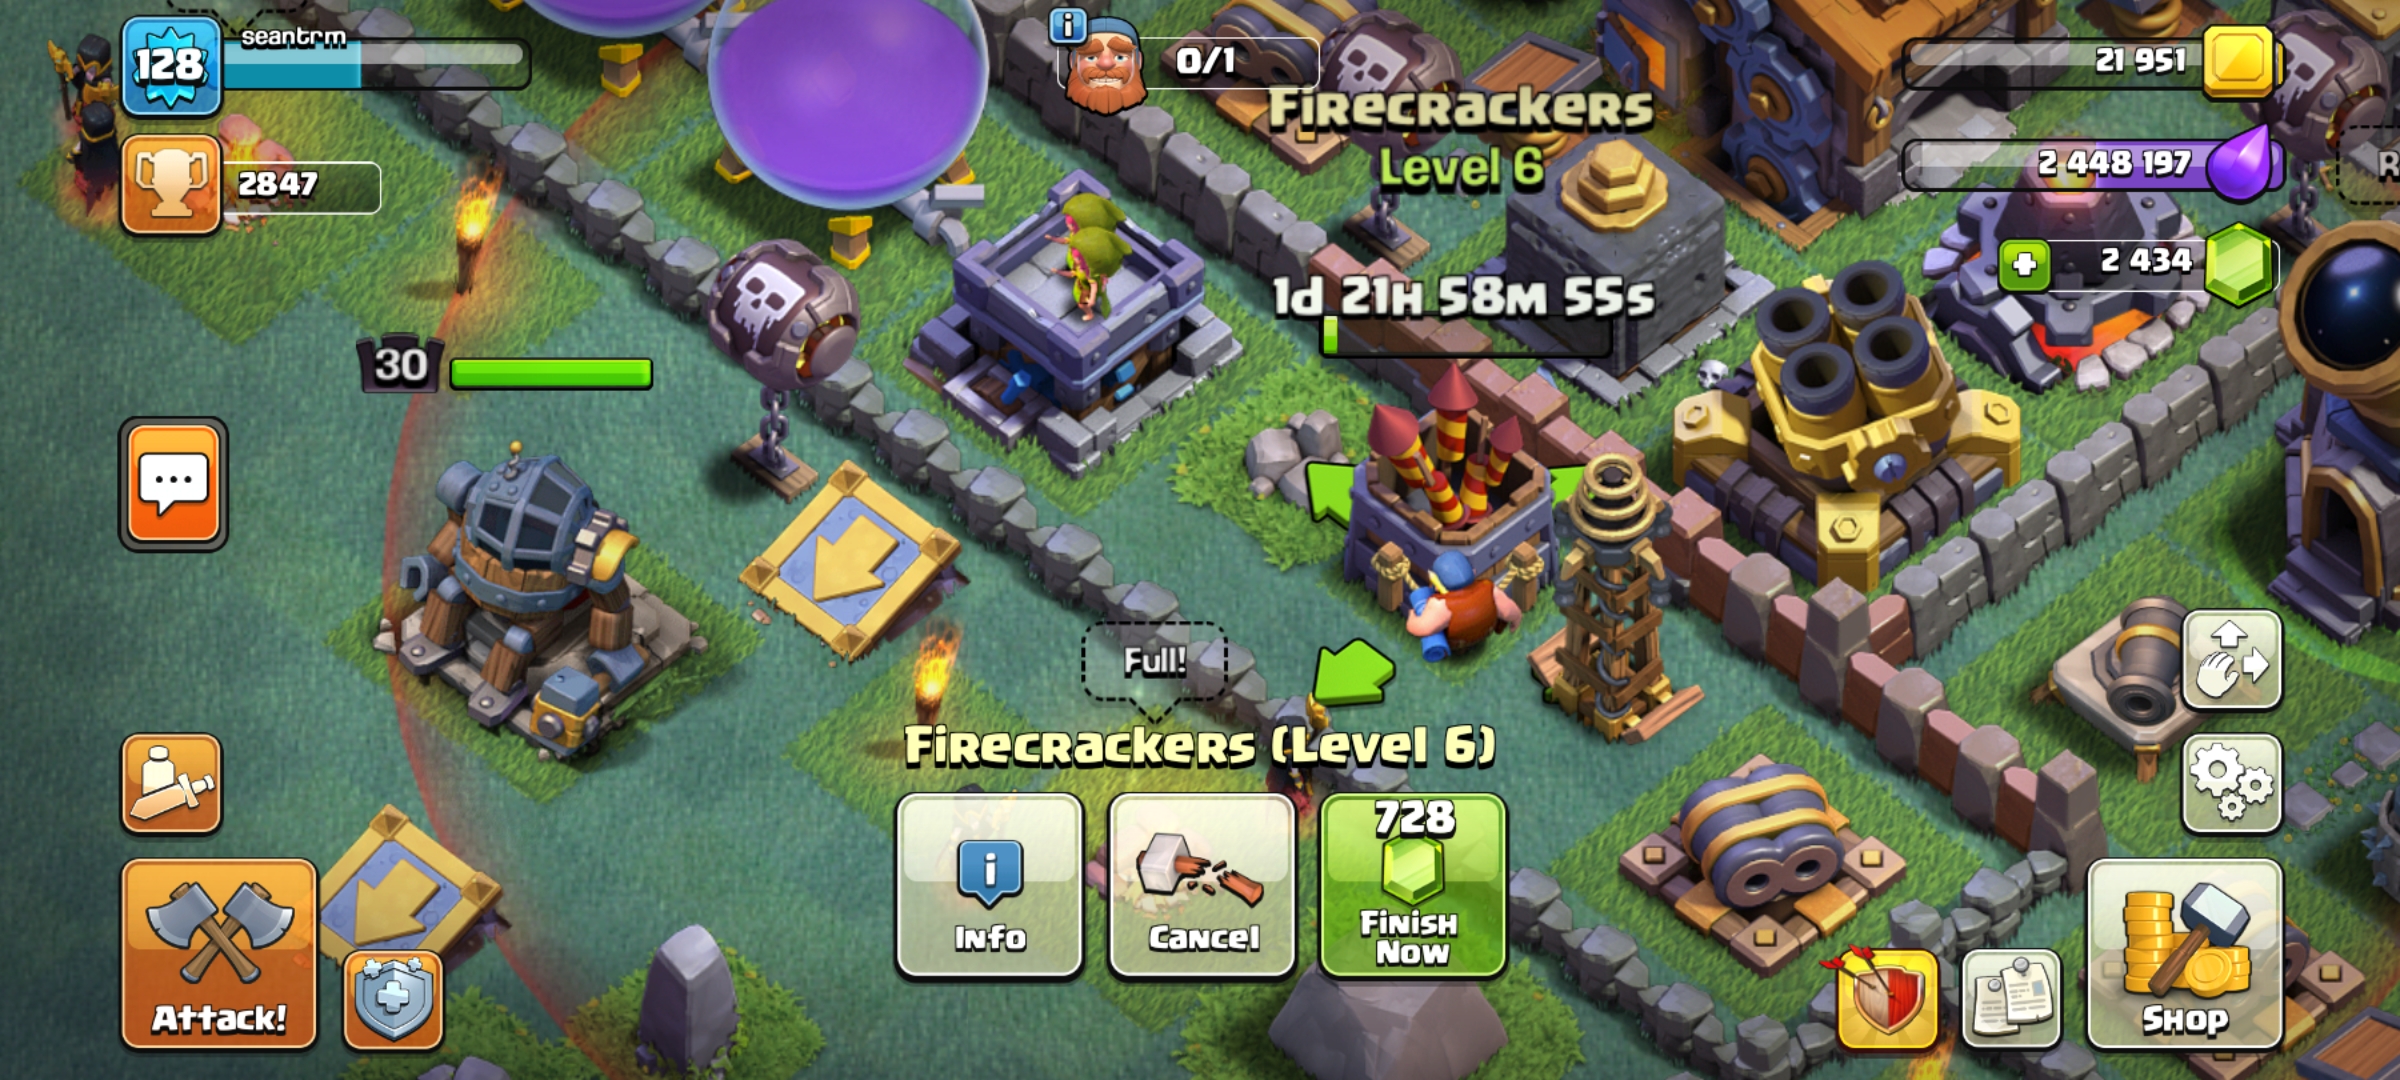 128
seantrm
0/1
21 951
Firecrackers
Level 6
2847
2 448 197
2 434
1d 21h 58m 55s
30
Full!
Firecrackers (Level 6)
728
Info
Cancel
Finish
Now
Attack!
Shop